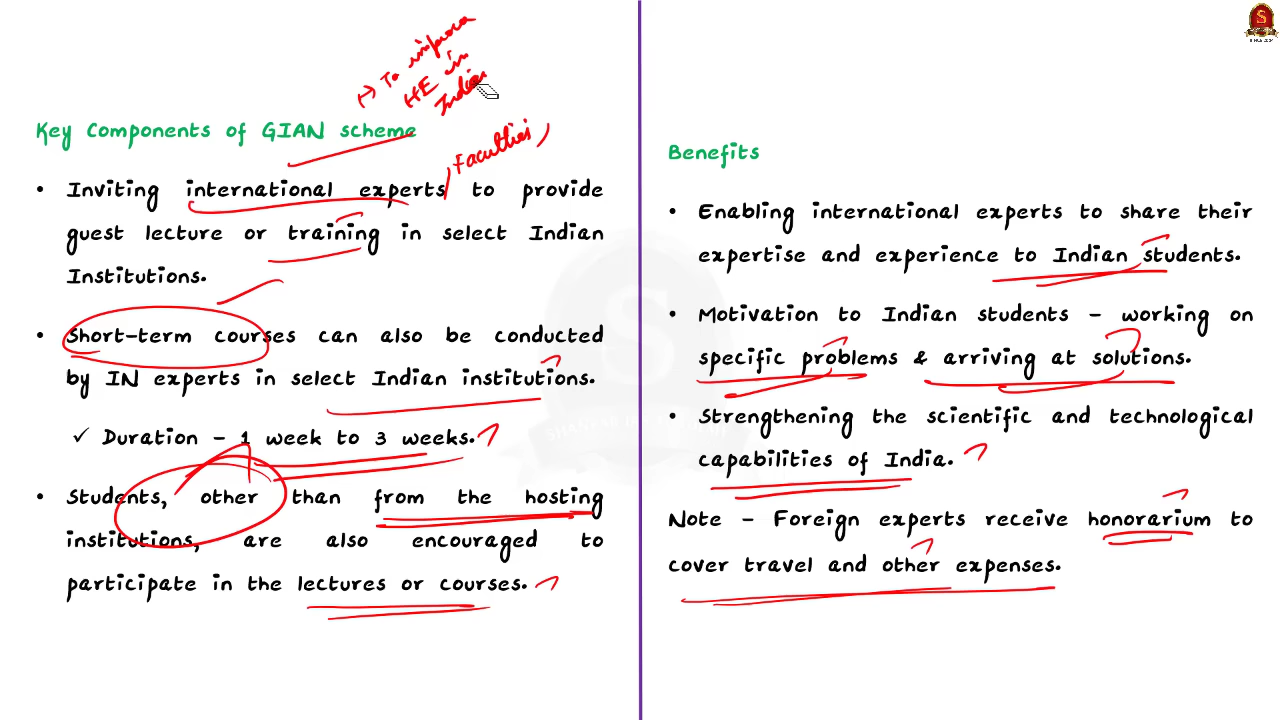 To improve
HE in
India
Key Components of GIAN scheme
Faculties
• Inviting international experts to provide
guest lecture or training in select Indian
Institutions.
• Short-term courses can also be conducted
by IN experts in select Indian institutions.
✓ Duration – 1 week to 3 weeks.
• Students, other than from the hosting
institutions, are also encouraged to
participate in the lectures or courses.
Benefits
• Enabling international experts to share their
expertise and experience to Indian students.
• Motivation to Indian students – working on
specific problems & arriving at solutions.
• Strengthening the scientific and technological
capabilities of India.
Note – Foreign experts receive honorarium to
cover travel and other expenses.